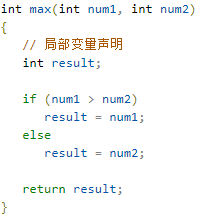 int max(int num1, int num2)
{
   // 局部变量声明
   int result;

   if (num1 > num2)
      result = num1;
   else
      result = num2;

   return result;
}